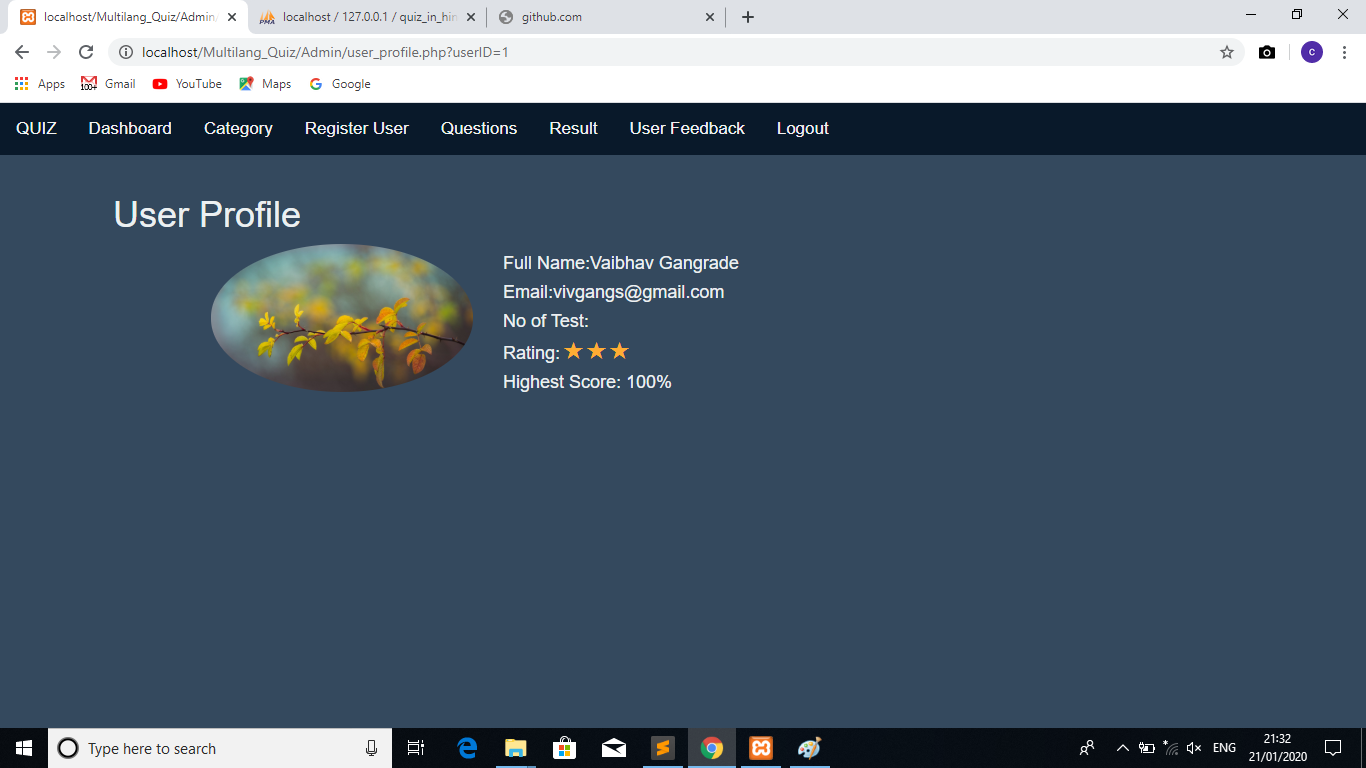 localhost/Multilang_Quiz/Admin/
localhost / 127.0.0.1 / quiz_in_hin
github.com
localhost/Multilang_Quiz/Admin/user_profile.php?userID=1
c
Apps
100+
Gmail
YouTube
Maps
Google
QUIZ Dashboard Category Register User Questions Result User Feedback Logout
User Profile
Full Name:Vaibhav Gangrade
Email:vivgangs@gmail.com
No of Test:
Rating: ★★★
Highest Score: 100%
Type here to search
ENG
21:32
21/01/2020